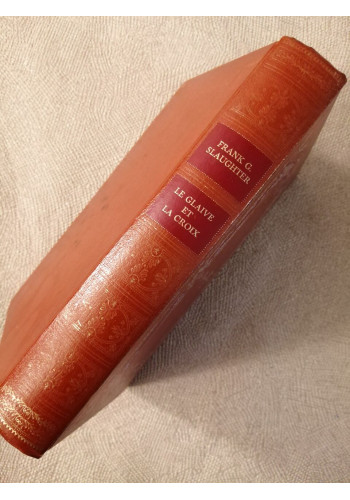 FRANK G.
SLAUGHTER
LE GLAIVE
ET
LA CROIX